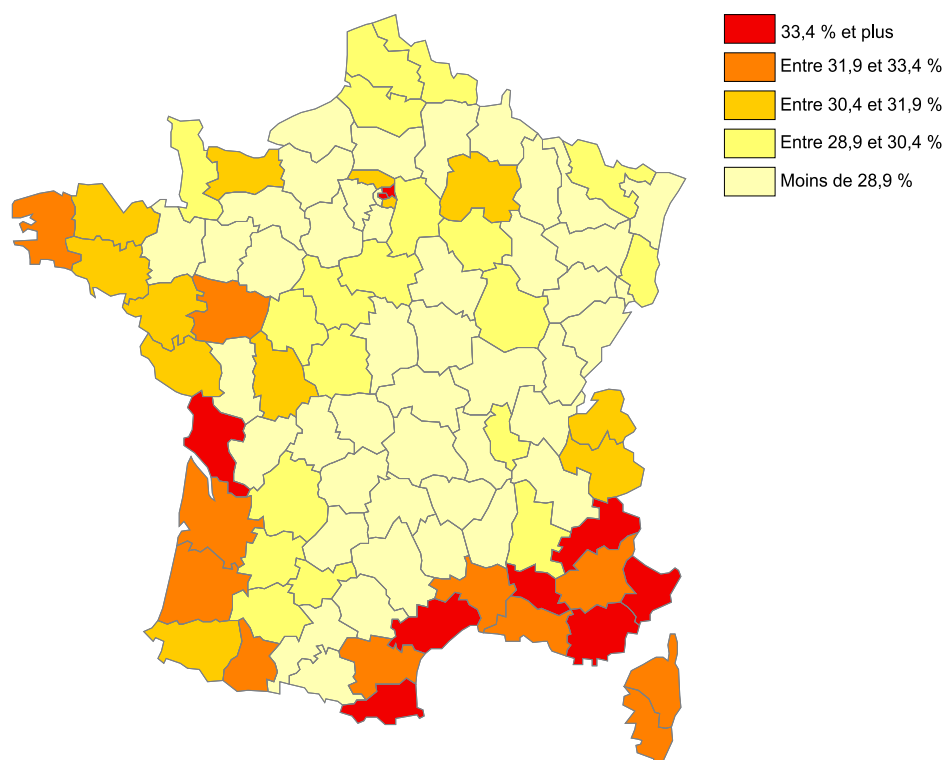 33,4 % et plus
Entre 31,9 et 33,4 %
Entre 30,4 et 31,9 %
Entre 28,9 et 30,4 %
Moins de 28,9 %